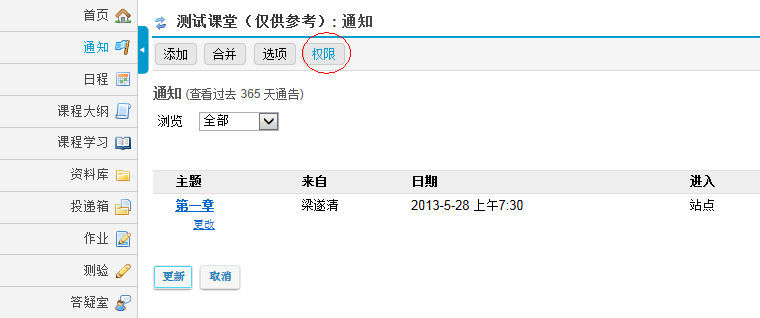 首页
通知
日程
课程大纲
课程学习
资料库
投递箱
作业
测验
答疑室
测试课堂（仅供参考）: 通知
添加 合并 选项 权限
通知 (查看过去 365 天通告)
浏览 全部
主题 来自 日期 进入
第一章 梁遂清 2013-5-28 上午7:30 站点
更改
更新 取消